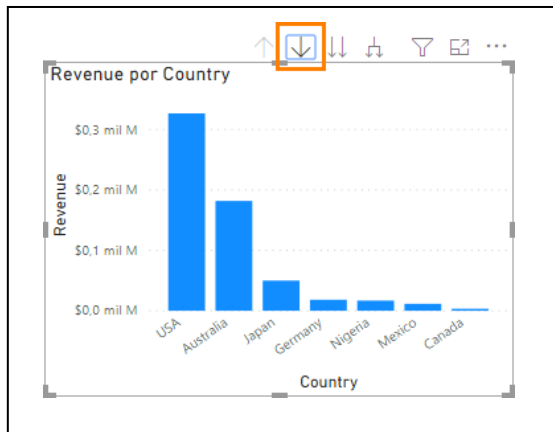 Revenue por Country
$0,3 mil M
$0,2 mil M
$0,1 mil M
$0,0 mil M
Revenue
USA
Australia
Japan
Germany
Nigeria
Mexico
Canada
Country